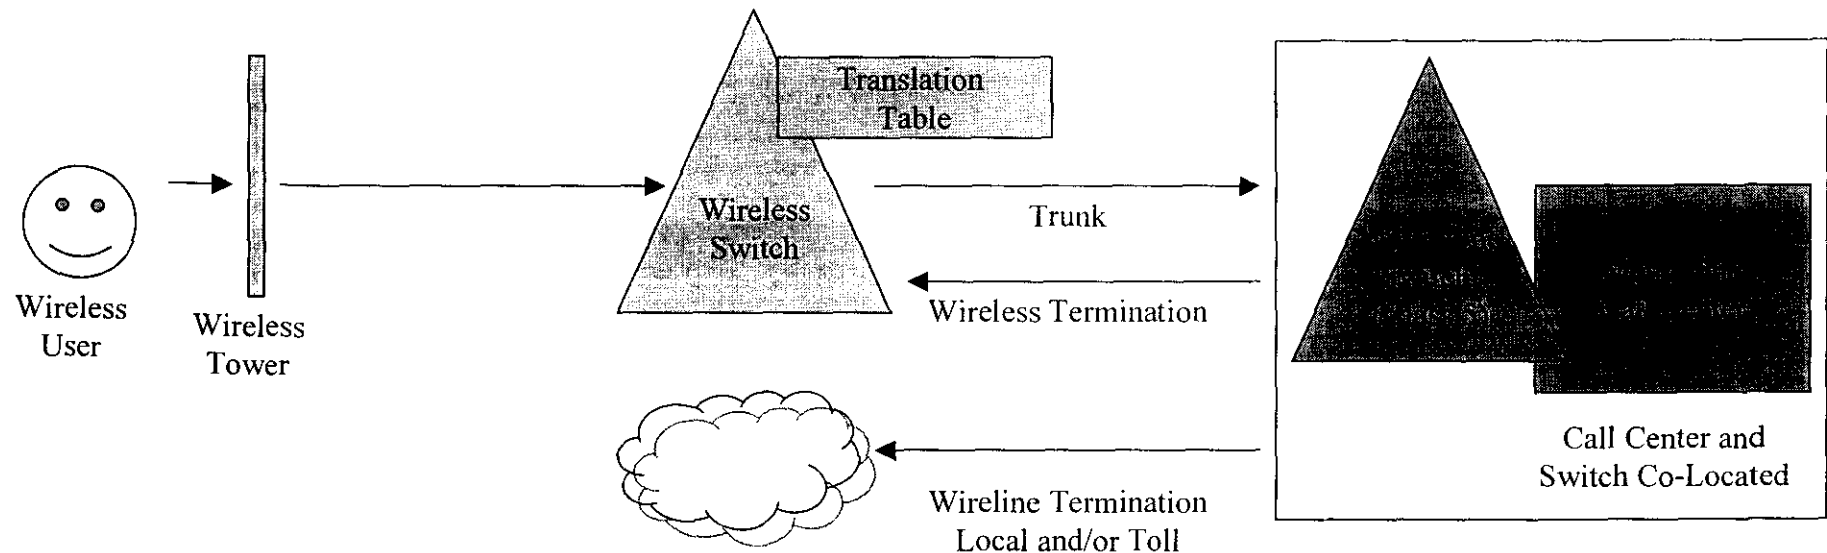 Translation
Table
Wireless
Switch
Trunk
Wireless Termination
Wireless
User
Wireless
Tower
Call Center and
Switch Co-Located
Wireline Termination
Local and/or Toll